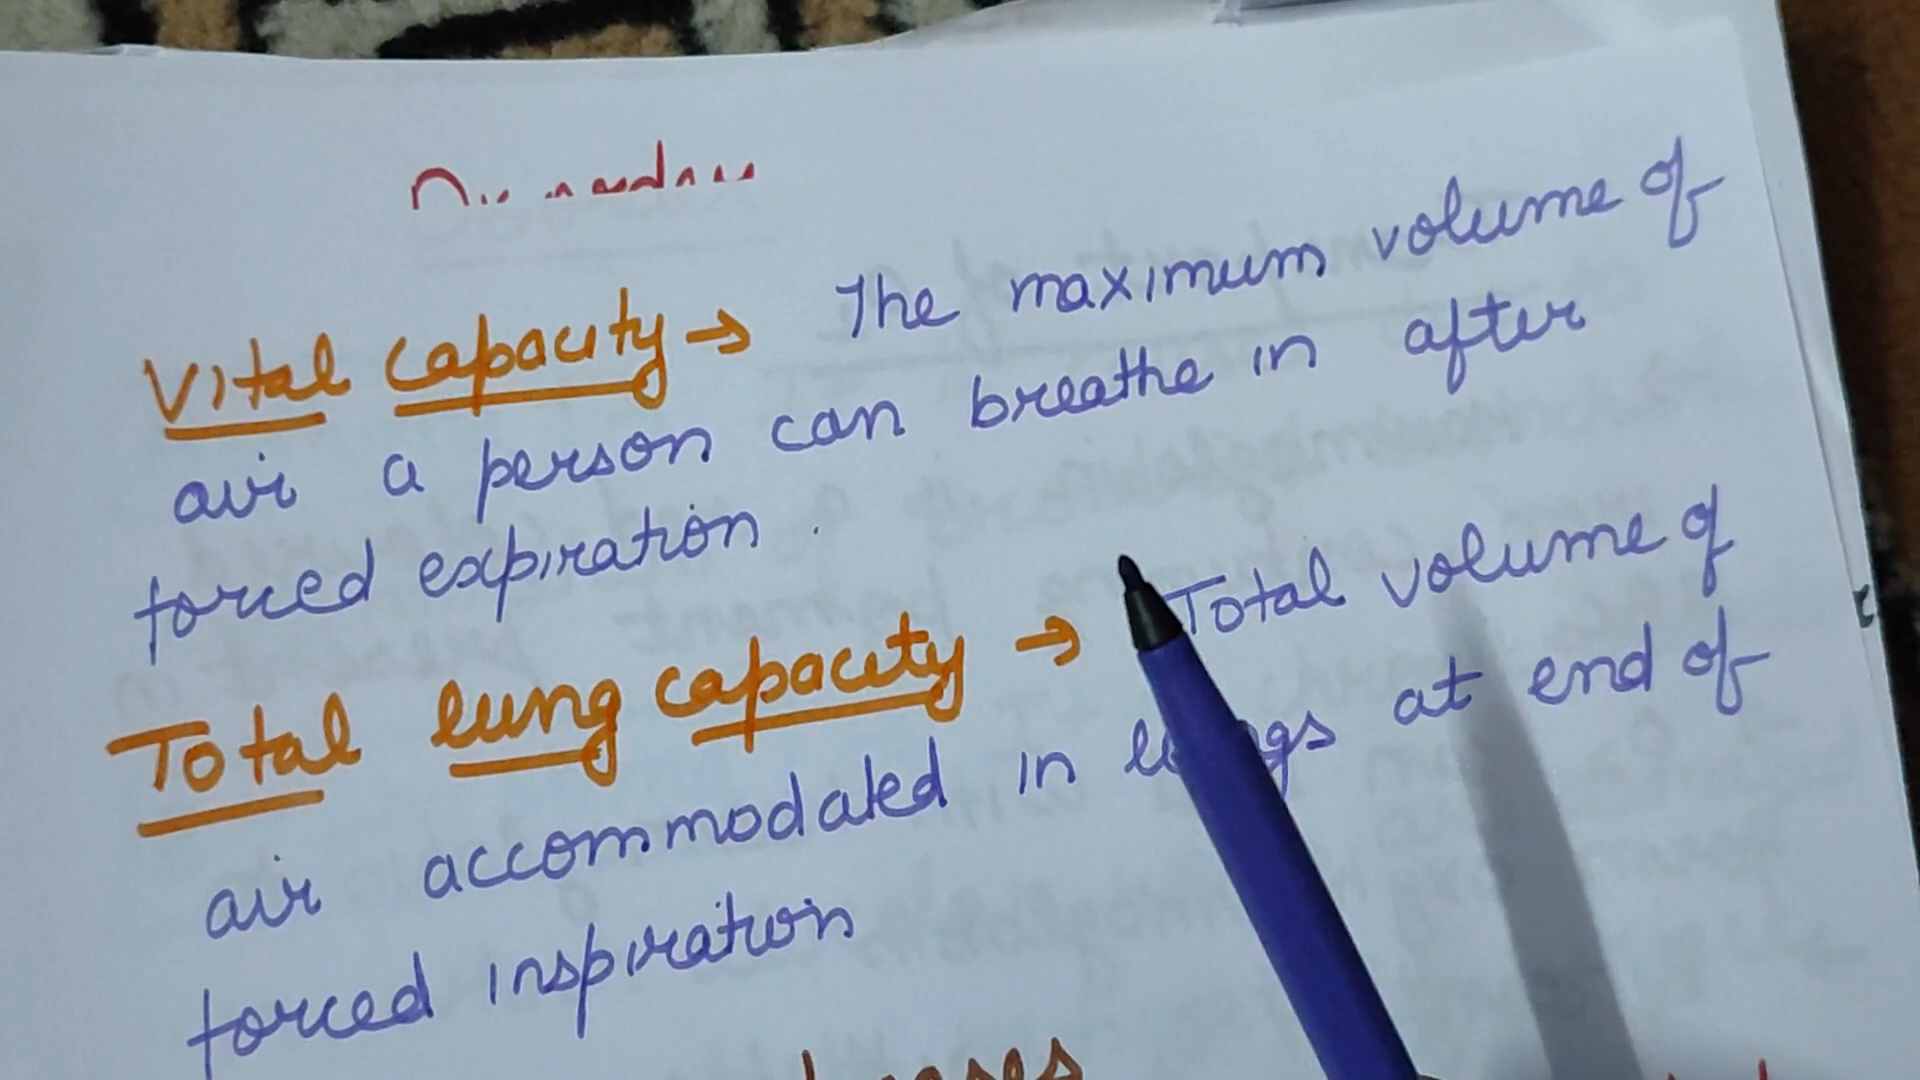 Vital capacity → The maximum volume of
air a person can breathe in after
forced expiration.
Total lung capacity → Total volume of
air accommodated in lungs at end of
forced inspiration